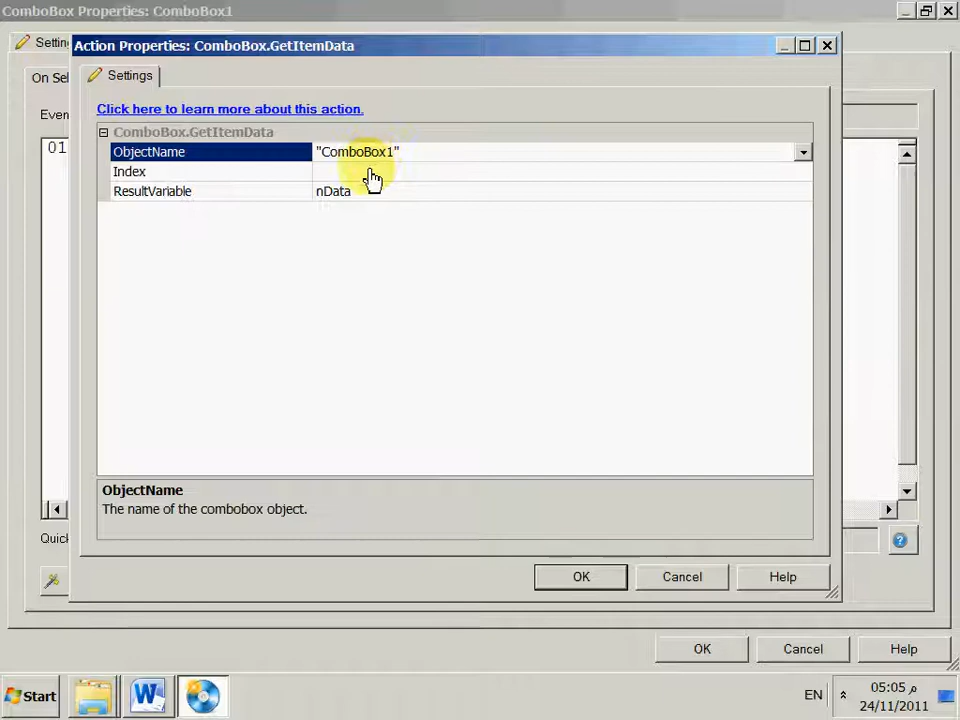 ComboBox Properties: ComboBox1
Settin
Action Properties: ComboBox.GetItemData
On Sel
Settings
Even
Click here to learn more about this action.
ComboBox.GetItemData
01
ObjectName "ComboBox1"
Index
ResultVariable nData
ObjectName
The name of the combobox object.
Quick
OK Cancel Help
OK Cancel Help
Start EN 05:05 م
24/11/2011